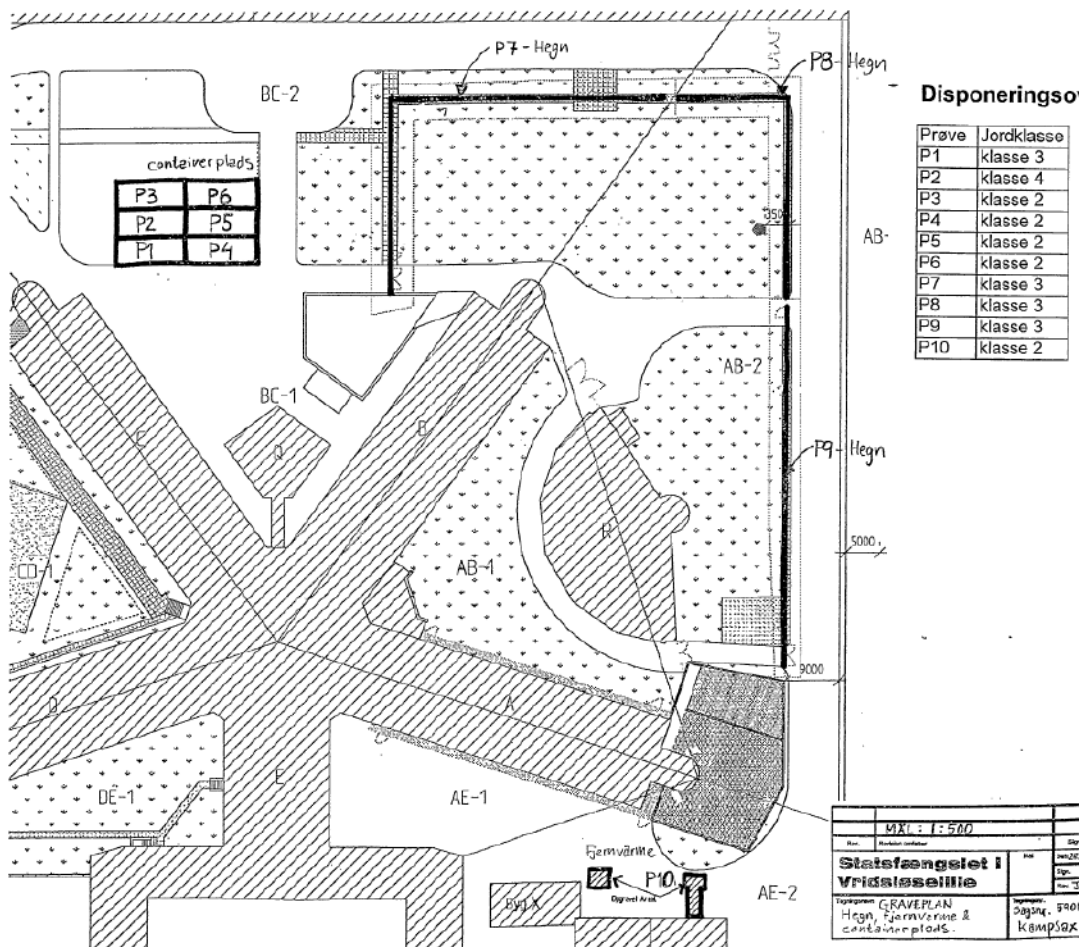 P7-Hegn
P8-Hegn
BC-2
Disponeringsov
containerplads
P3 P6
P2 P5
P1 P4
Prøve Jordklasse
P1 klasse 3
P2 klasse 4
P3 klasse 2
P4 klasse 2
P5 klasse 2
P6 klasse 2
P7 klasse 3
P8 klasse 3
P9 klasse 3
P10 klasse 2
AB-
AB-2
BC-1
C
B
Q
P9-Hegn
R
5000
CD-1
AB-1
9000
D
A
E
DE-1
AE-1
MÅL: 1:500
Fjernvarme
P10
Opgravet Areal
Byg X
AE-2
Statsfængslet i
Vridsløselille
GRAVEPLAN
Hegn, fjernvarme &
containerplads.
Sagsnr.
Kampsax